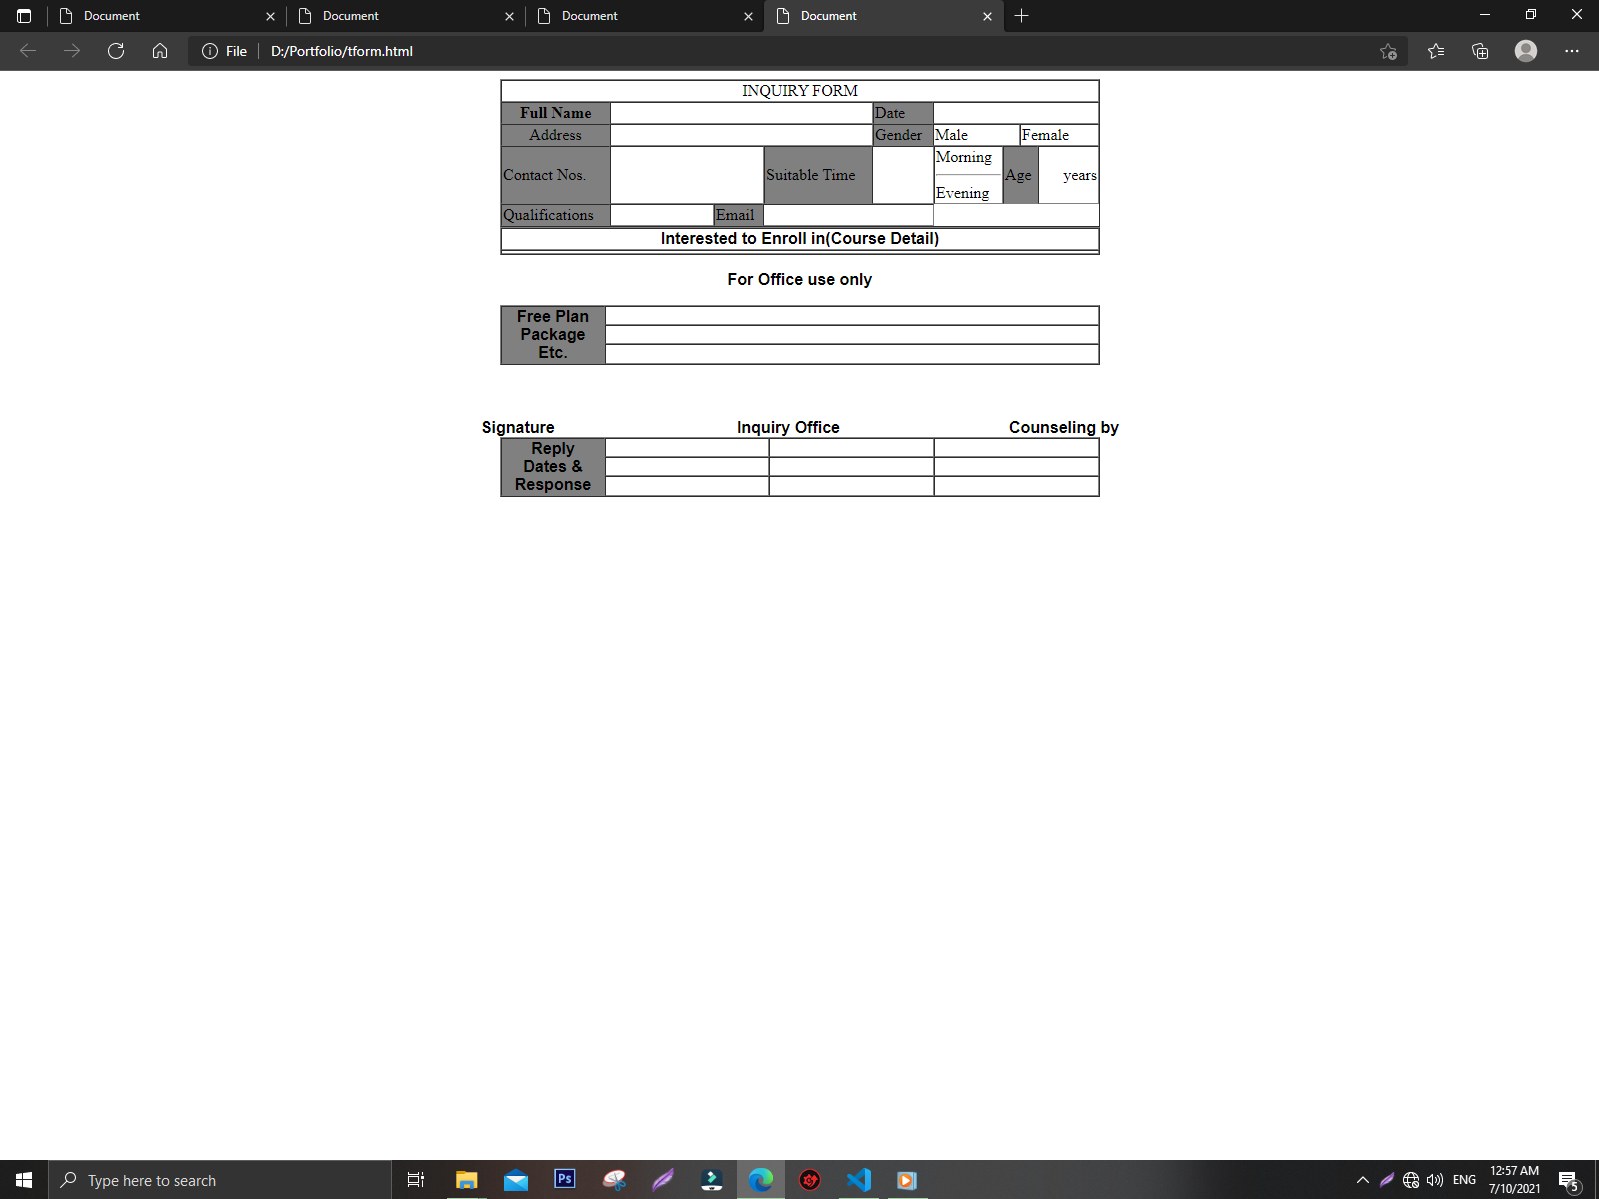 Document Document Document Document
File D:/Portfolio/tform.html
INQUIRY FORM
Full Name Date
Address Gender Male Female
Contact Nos. Suitable Time Morning Evening Age years
Qualifications Email
Interested to Enroll in(Course Detail)
For Office use only
Free Plan
Package
Etc.
Signature Inquiry Office Counseling by
Reply
Dates &
Response
Type here to search Ps ENG 12:57 AM
7/10/2021 5